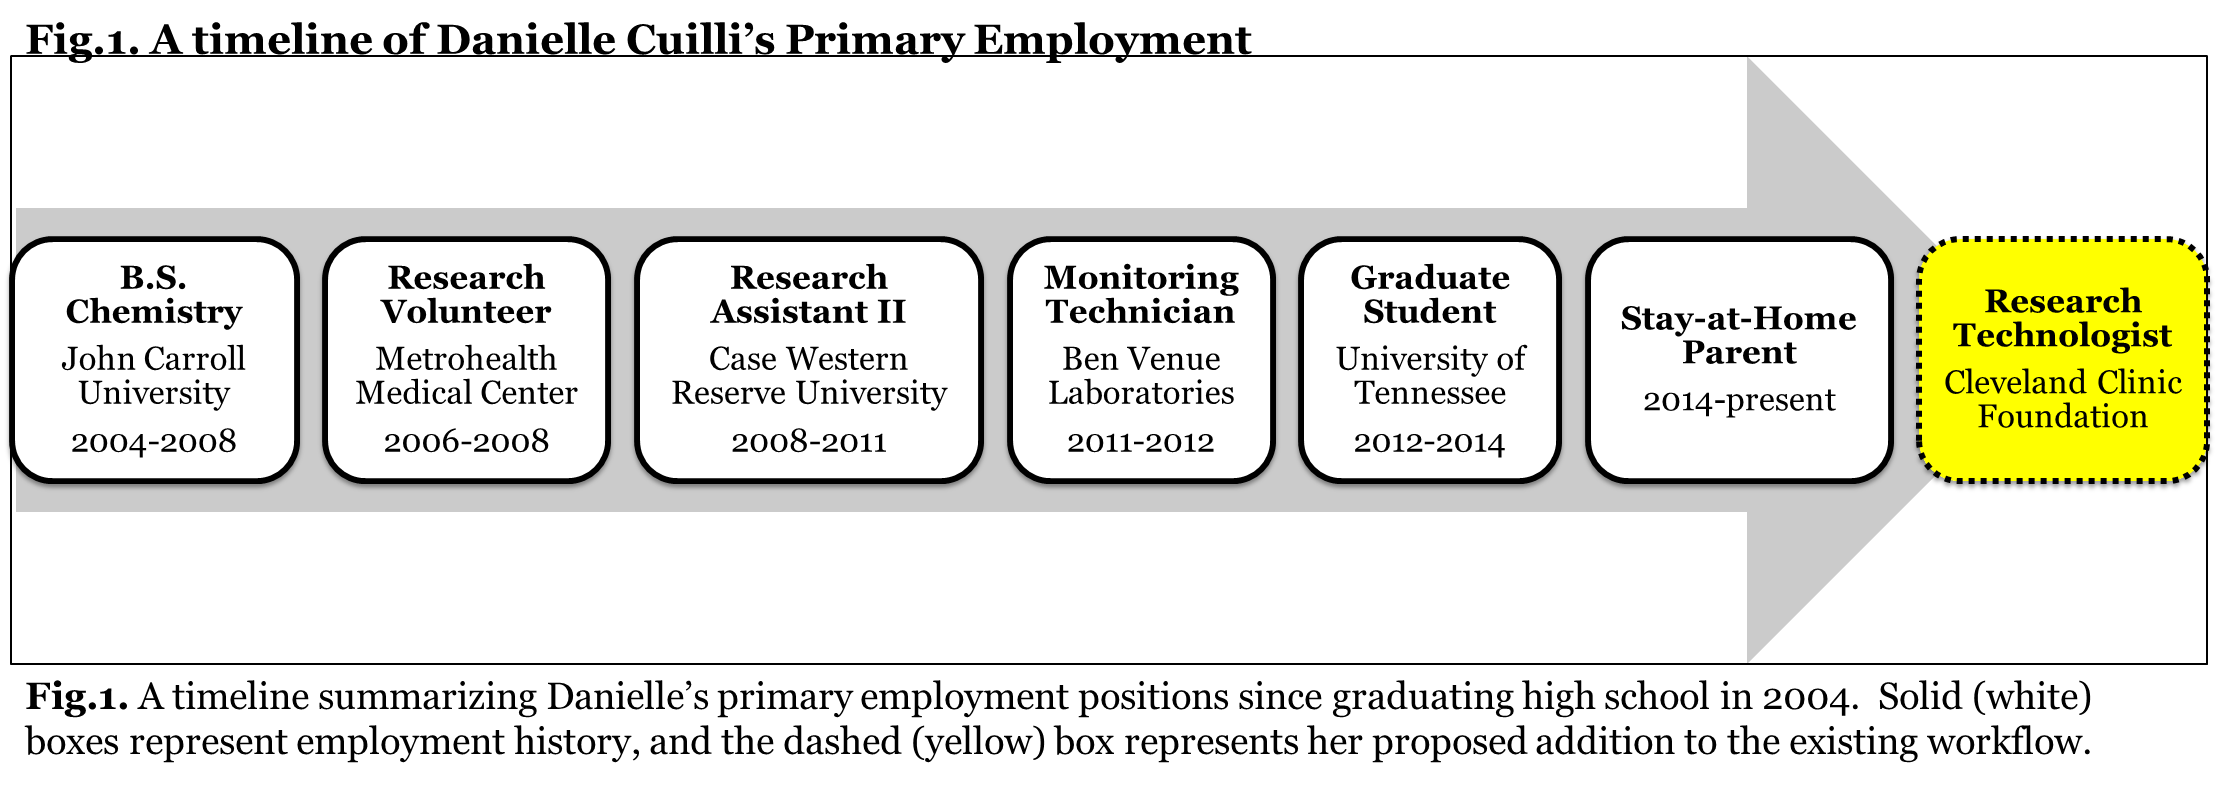 Fig.1. A timeline of Danielle Cuilli’s Primary Employment
B.S.
Chemistry
John Carroll
University
2004-2008
Research
Volunteer
Metrohealth
Medical Center
2006-2008
Research
Assistant II
Case Western
Reserve University
2008-2011
Monitoring
Technician
Ben Venue
Laboratories
2011-2012
Graduate
Student
University of
Tennessee
2012-2014
Stay-at-Home
Parent
2014-present
Research
Technologist
Cleveland Clinic
Foundation
Fig.1. A timeline summarizing Danielle’s primary employment positions since graduating high school in 2004.  Solid (white)
boxes represent employment history, and the dashed (yellow) box represents her proposed addition to the existing workflow.